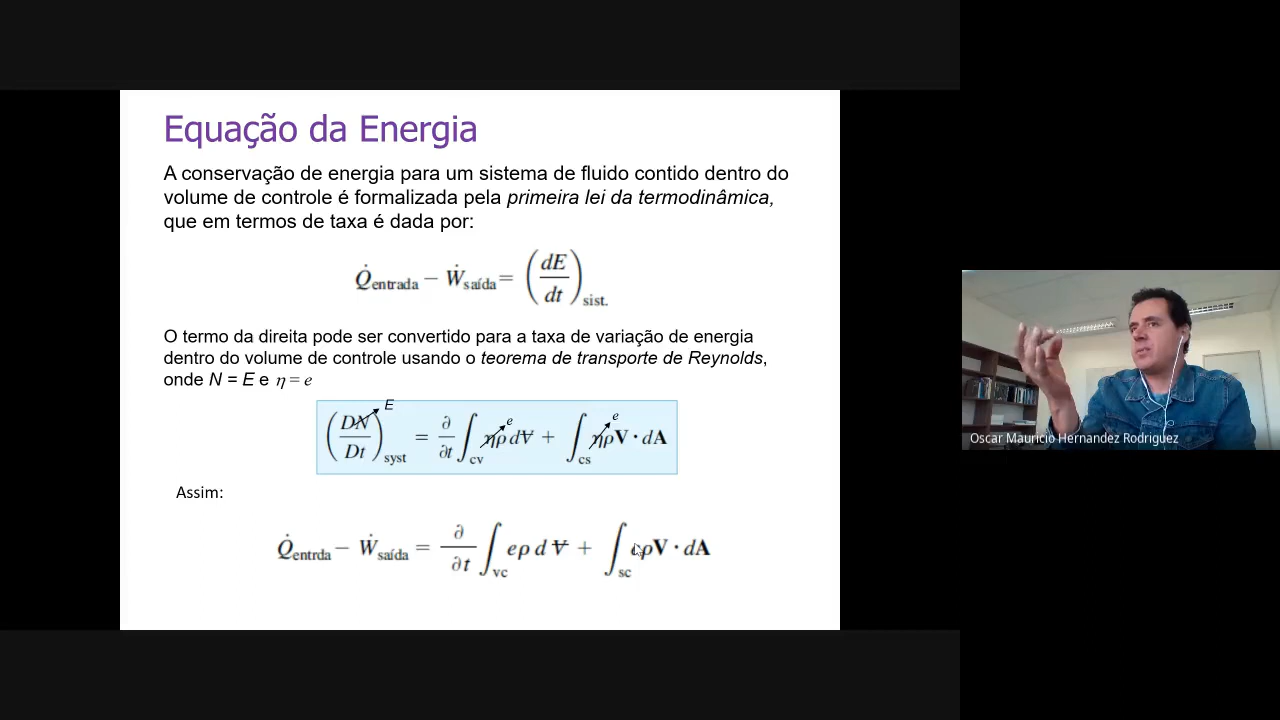 Equação da Energia
A conservação de energia para um sistema de fluido contido dentro do
volume de controle é formalizada pela primeira lei da termodinâmica,
que em termos de taxa é dada por:
Q̇entrada − Ẇsaída = (dE/dt)sist.
O termo da direita pode ser convertido para a taxa de variação de energia
dentro do volume de controle usando o teorema de transporte de Reynolds,
onde N = E e η = e
E
e
e
(DN/Dt)syst = ∂/∂t ∫cv ηρ dV + ∫cs ηρV · dA
Assim:
Q̇entrda − Ẇsaída = ∂/∂t ∫vc eρ dV + ∫sc eρV · dA
Oscar Mauricio Hernandez Rodriguez